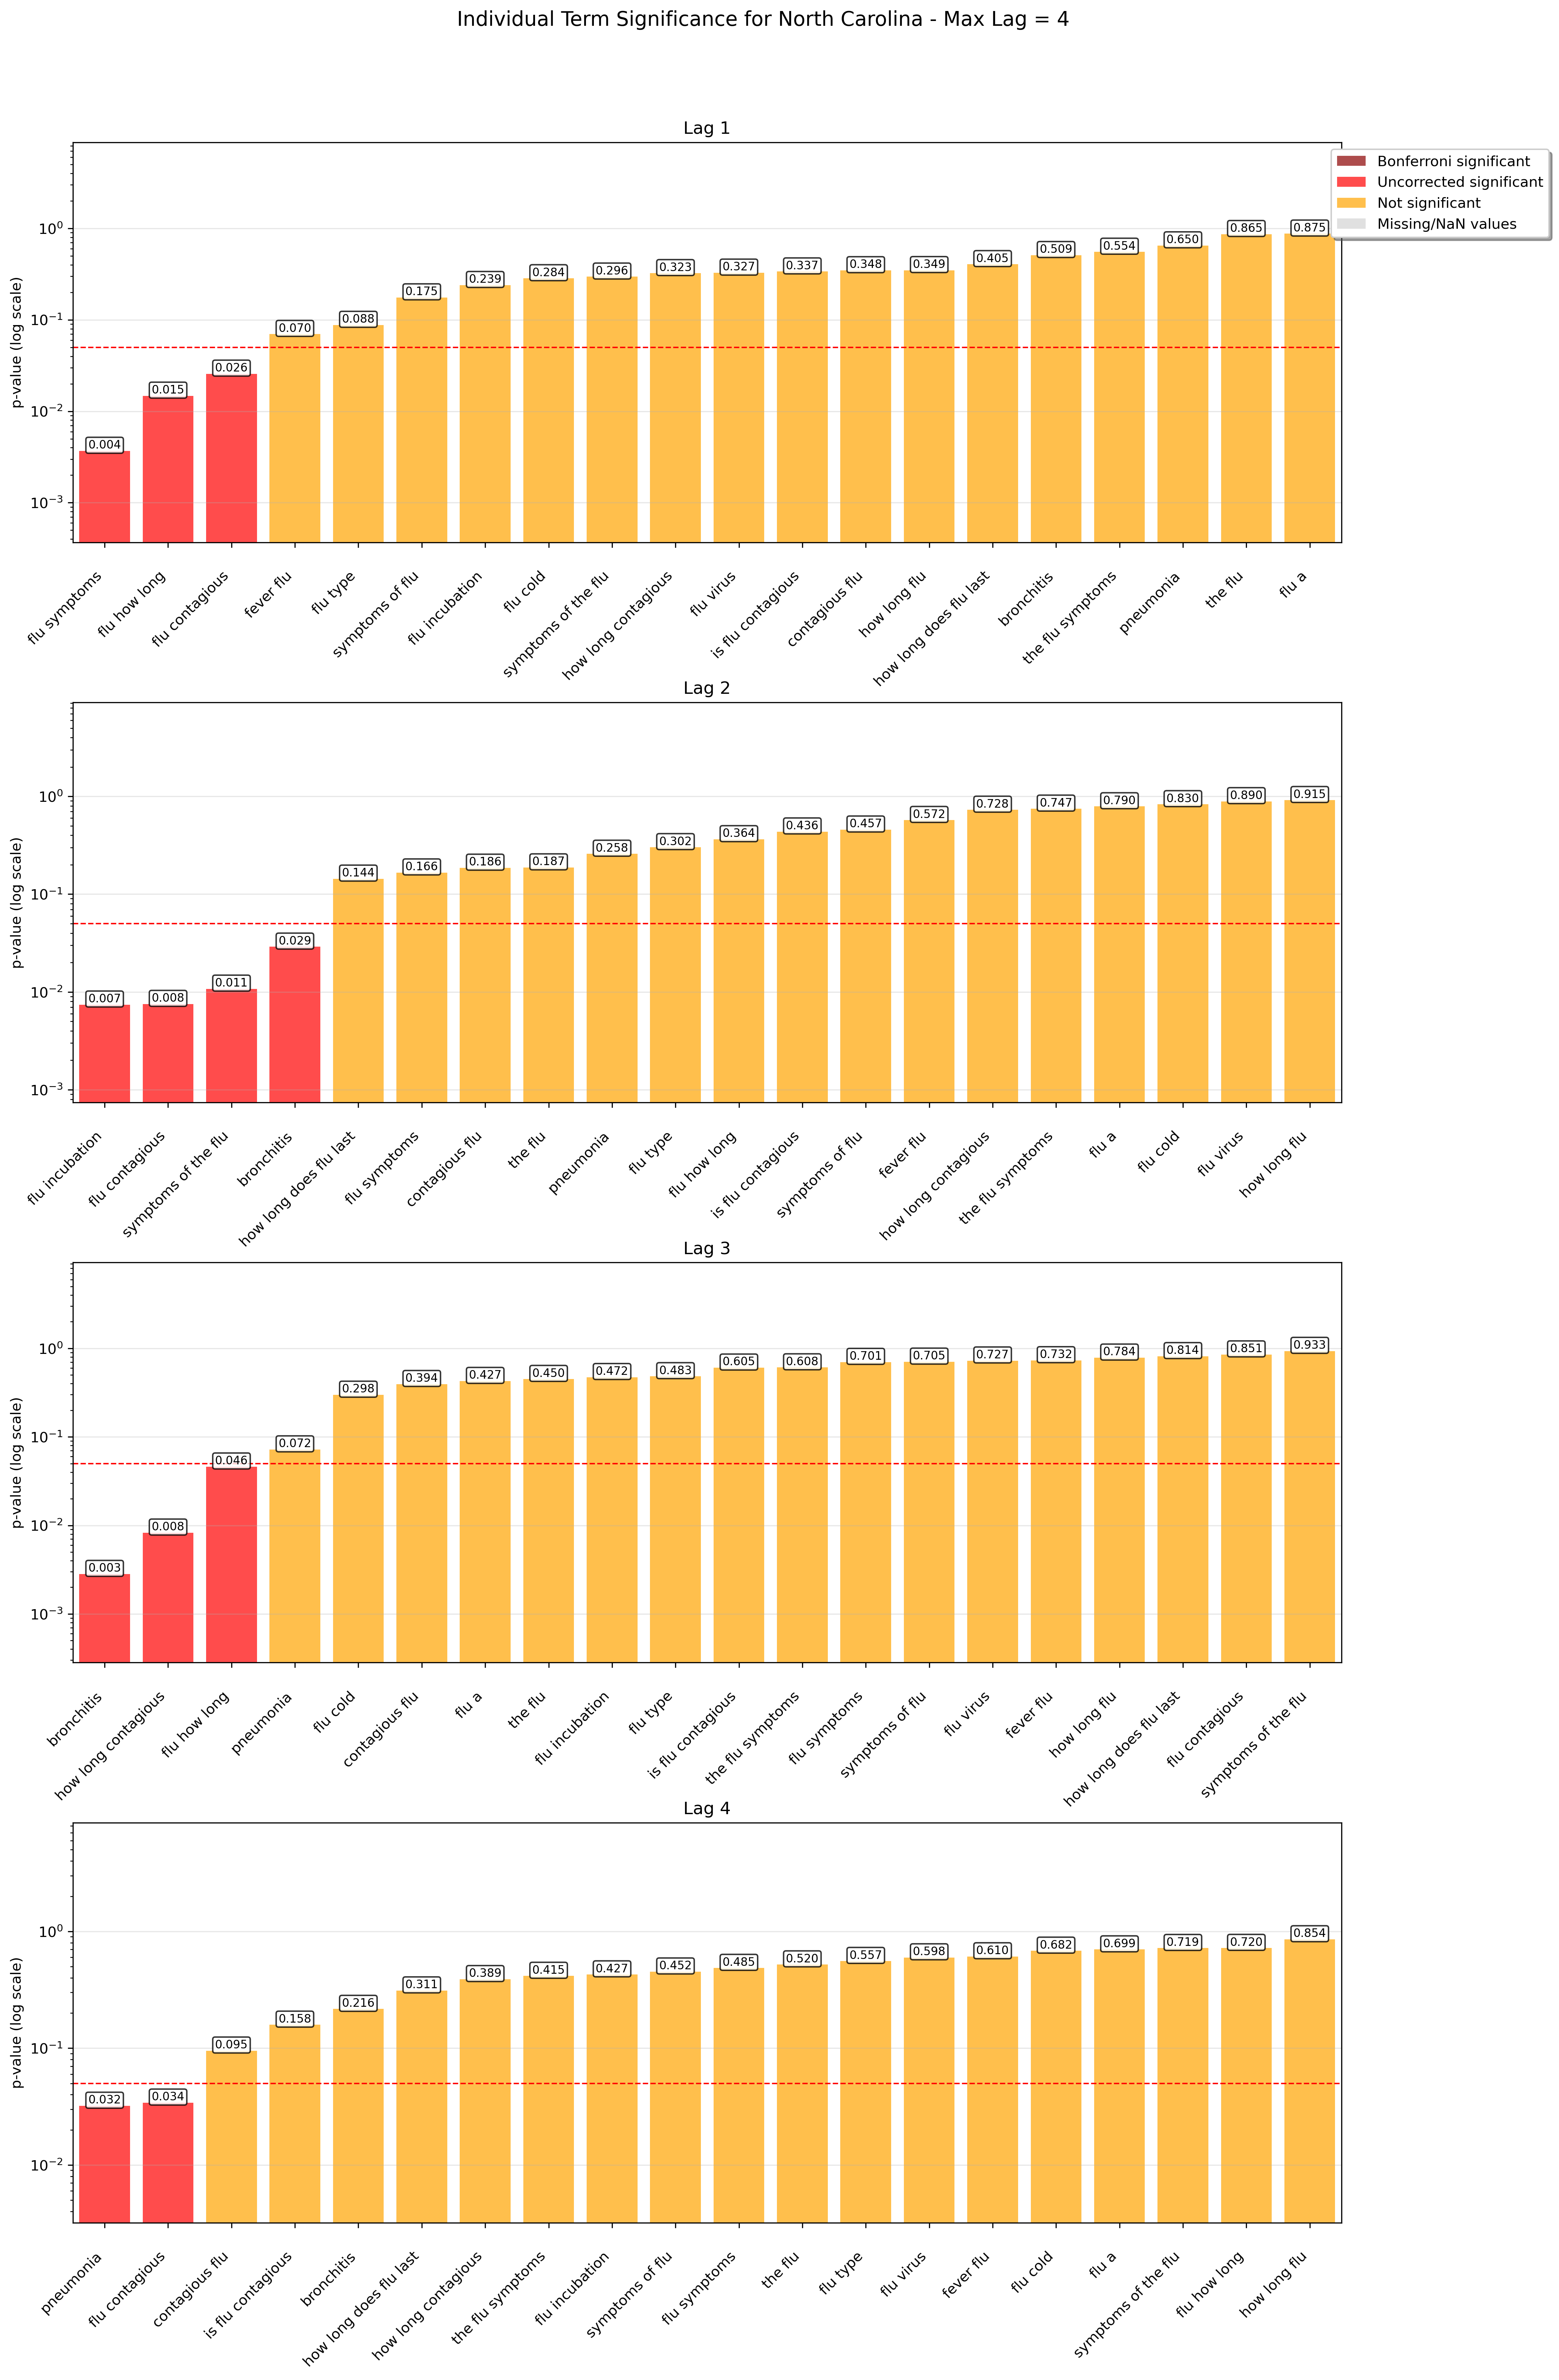 Individual Term Significance for North Carolina - Max Lag = 4
Lag 1
Bonferroni significant
Uncorrected significant
Not significant
Missing/NaN values
p-value (log scale)
10⁰
10⁻¹
10⁻²
10⁻³
0.004 0.015 0.026 0.070 0.088 0.175 0.239 0.284 0.296 0.323 0.327 0.337 0.348 0.349 0.405 0.509 0.554 0.650 0.865 0.875
flu symptoms
flu how long
flu contagious
fever flu
flu type
symptoms of flu
flu incubation
flu cold
symptoms of the flu
how long contagious
flu virus
is flu contagious
contagious flu
how long flu
how long does flu last
bronchitis
the flu symptoms
pneumonia
the flu
flu a
Lag 2
p-value (log scale)
10⁰
10⁻¹
10⁻²
10⁻³
0.007 0.008 0.011 0.029 0.144 0.166 0.186 0.187 0.258 0.302 0.364 0.436 0.457 0.572 0.728 0.747 0.790 0.830 0.890 0.915
flu incubation
flu contagious
symptoms of the flu
bronchitis
how long does flu last
flu symptoms
contagious flu
the flu
pneumonia
flu type
flu how long
is flu contagious
symptoms of flu
fever flu
how long contagious
the flu symptoms
flu a
flu cold
flu virus
how long flu
Lag 3
p-value (log scale)
10⁰
10⁻¹
10⁻²
10⁻³
0.003 0.008 0.046 0.072 0.298 0.394 0.427 0.450 0.472 0.483 0.605 0.608 0.701 0.705 0.727 0.732 0.784 0.814 0.851 0.933
bronchitis
how long contagious
flu how long
pneumonia
flu cold
contagious flu
flu a
the flu
flu incubation
flu type
is flu contagious
the flu symptoms
flu symptoms
symptoms of flu
flu virus
fever flu
how long flu
how long does flu last
flu contagious
symptoms of the flu
Lag 4
p-value (log scale)
10⁰
10⁻¹
10⁻²
0.032 0.034 0.095 0.158 0.216 0.311 0.389 0.415 0.427 0.452 0.485 0.520 0.557 0.598 0.610 0.682 0.699 0.719 0.720 0.854
pneumonia
flu contagious
contagious flu
is flu contagious
bronchitis
how long does flu last
how long contagious
the flu symptoms
flu incubation
symptoms of flu
flu symptoms
the flu
flu type
flu virus
fever flu
flu cold
flu a
symptoms of the flu
flu how long
how long flu